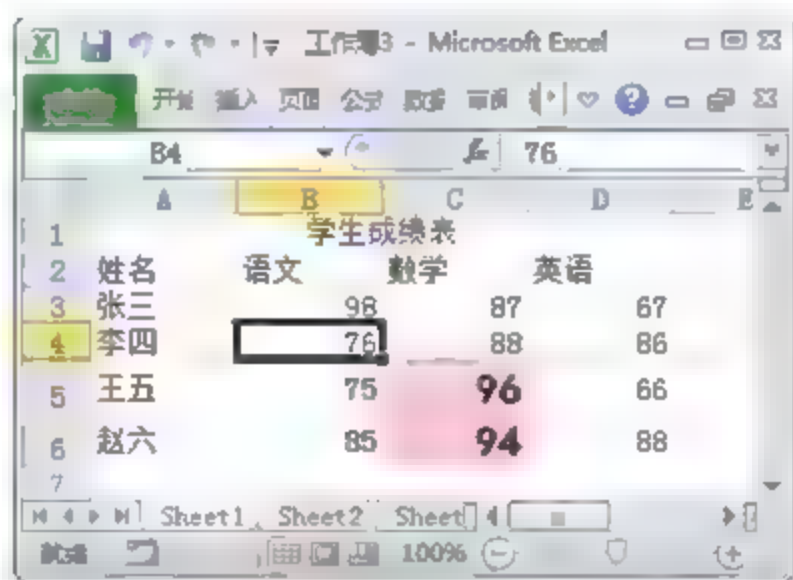 工作簿3 - Microsoft Excel
开始 插入 页面 公式 数据 审阅
B4 fx 76
A B C D E
1 学生成绩表
2 姓名 语文 数学 英语
3 张三 98 87 67
4 李四 76 88 86
5 王五 75 96 66
6 赵六 85 94 88
7
Sheet1 Sheet2 Sheet
100%